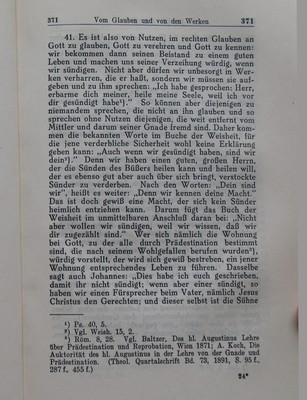 371 Vom Glauben und von den Werken 371
41. Es ist also von Nutzen, im rechten Glauben an
Gott zu glauben, Gott zu verehren und Gott zu kennen:
wir bekommen dann seinen Beistand zu einem guten
Leben und machen uns seiner Verzeihung würdig, wenn
wir sündigen. Nicht aber dürfen wir unbesorgt in Wer-
ken verharren, die er haßt, sondern wir müssen sie auf-
geben und zu ihm sprechen: „Ich habe gesprochen: Herr,
erbarme dich meiner, heile meine Seele, weil ich vor
dir gesündigt habe¹).“ So können aber diejenigen zu
niemandem sprechen, die nicht an ihn glauben und so
sprechen ohne Nutzen diejenigen, die weit entfernt vom
Mittler und darum seiner Gnade fremd sind. Daher kom-
men die bekannten Worte im Buche der Weisheit, für
die jene verderbliche Sicherheit wohl keine Erklärung
geben kann: „Auch wenn wir gesündigt haben, sind wir
dein²).“ Denn wir haben einen guten, großen Herrn,
der die Sünden des Büßers heilen kann und heilen will,
der es ebenso gut aber auch über sich bringt, verstockte
Sünder zu verderben. Nach den Worten: „Dein sind
wir“, heißt es weiter: „Denn wir kennen deine Macht.“
Das ist doch gewiß eine Macht, der sich kein Sünder
heimlich entziehen kann. Darum fügt das Buch der
Weisheit im unmittelbaren Anschluß daran bei: „Nicht
aber wollen wir sündigen, weil wir wissen, daß wir
dir zugezählt sind.“ Wer sich nämlich die Wohnung
bei Gott, zu der alle durch Prädestination bestimmt
sind, die nach seinem Wohlgefallen berufen wurden³),
würdig vorstellt, der wird sich gewiß bestreben, ein jener
Wohnung entsprechendes Leben zu führen. Dasselbe
sagt auch Johannes: „Dies habe ich euch geschrieben,
damit ihr nicht sündigt; wenn aber einer sündigt, so
haben wir einen Fürsprecher beim Vater, nämlich Jesus
Christus den Gerechten; und dieser selbst ist die Sühne
¹) Ps. 40, 5.
²) Vgl. Weish. 15, 2.
³) Röm. 8, 28. Vgl. Baltzer, Des hl. Augustinus Lehre
über Prädestination und Reprobation, Wien 1871; A. Koch, Die
Auktorität des hl. Augustinus in der Lehre von der Gnade und
Prädestination. (Theol. Quartalschrift Bd. 73, 1891, S. 95 f.,
287 f., 455 f.)
24*